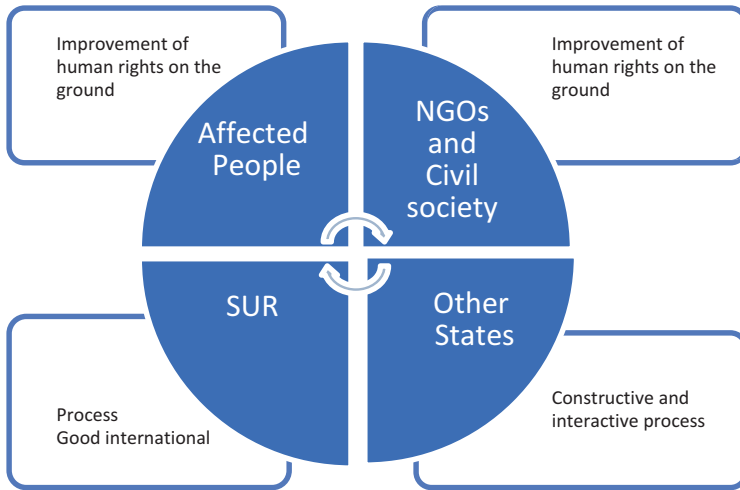 Improvement of
human rights on the
ground
Improvement of
human rights on the
ground
Affected
People
NGOs
and
Civil
society
SUR
Other
States
Process
Good international
Constructive and
interactive process